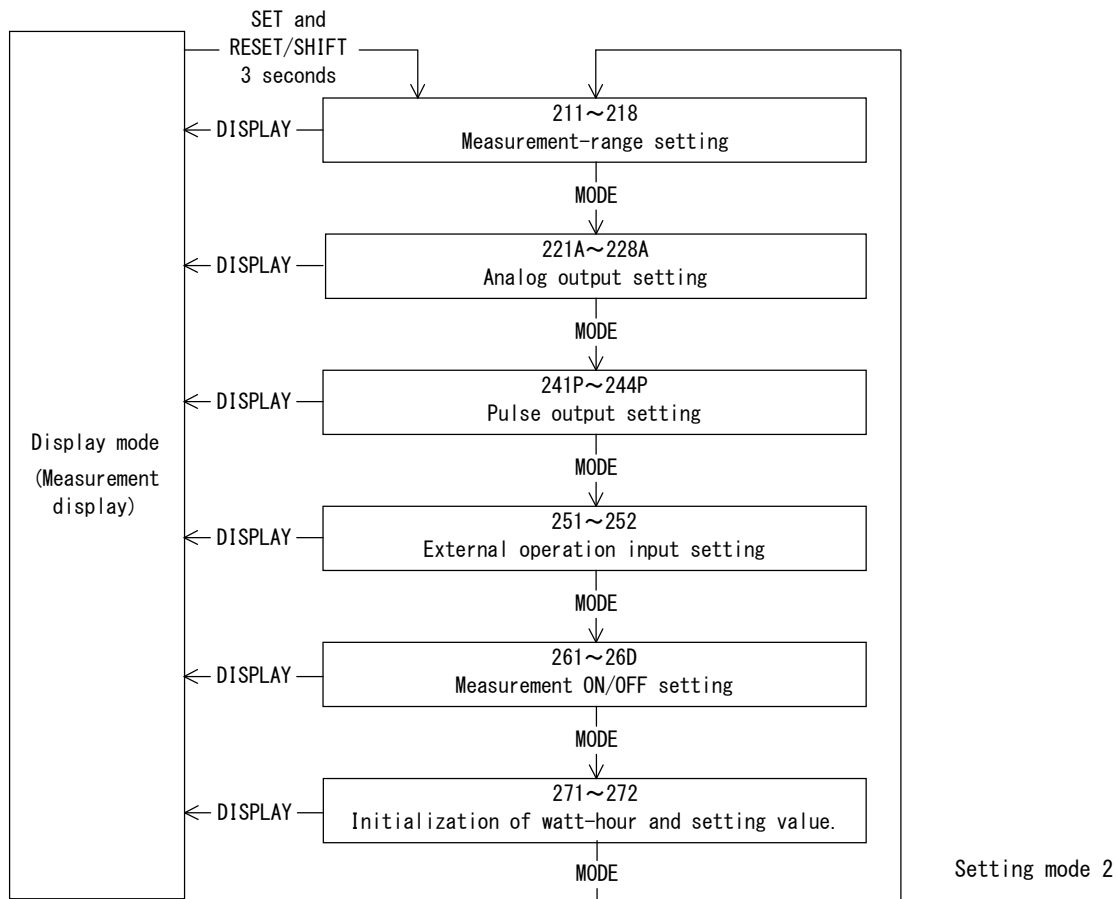 SET and
RESET/SHIFT
3 seconds
211～218
Measurement-range setting
DISPLAY
MODE
221A～228A
Analog output setting
DISPLAY
MODE
241P～244P
Pulse output setting
DISPLAY
Display mode
(Measurement
display)
MODE
251～252
External operation input setting
DISPLAY
MODE
261～26D
Measurement ON/OFF setting
DISPLAY
MODE
271～272
Initialization of watt-hour and setting value.
DISPLAY
MODE
Setting mode 2